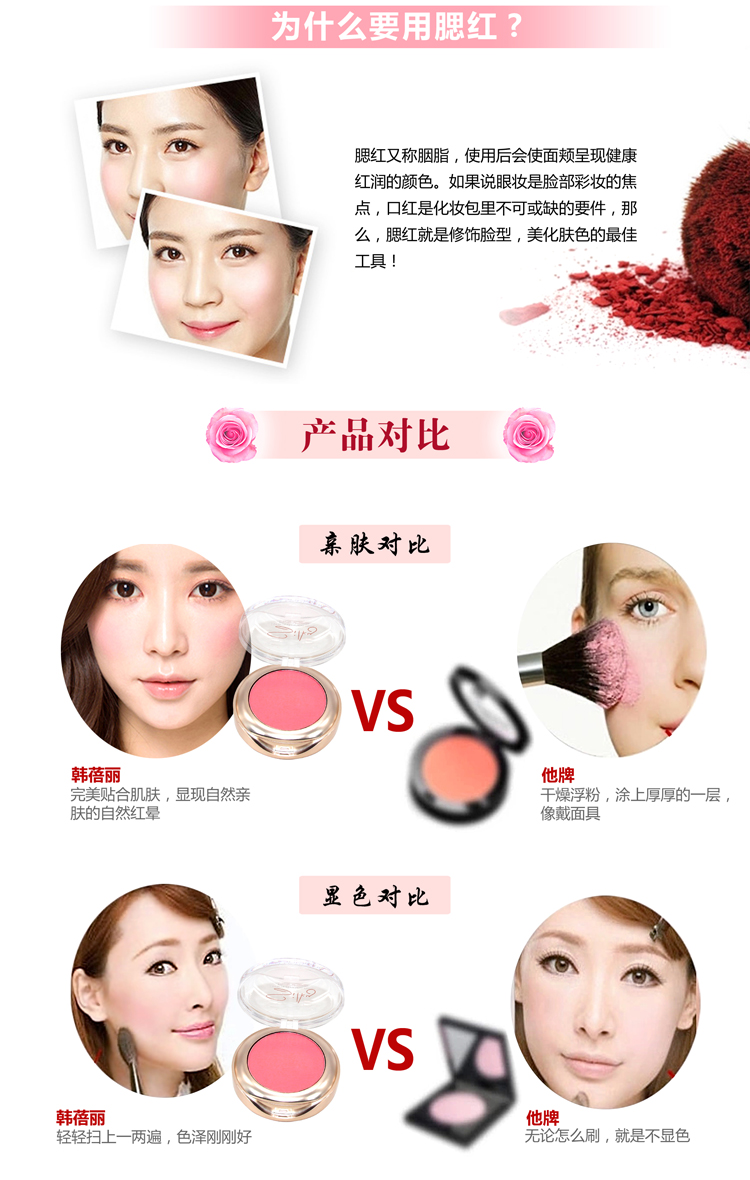 为什么要用腮红？
腮红又称胭脂，使用后会使面颊呈现健康
红润的颜色。如果说眼妆是脸部彩妆的焦
点，口红是化妆包里不可或缺的要件，那
么，腮红就是修饰脸型，美化肤色的最佳
工具！
产品对比
亲肤对比
VS
韩蓓丽
完美贴合肌肤，显现自然亲
肤的自然红晕
他牌
干燥浮粉，涂上厚厚的一层，
像戴面具
显色对比
VS
韩蓓丽
轻轻扫上一两遍，色泽刚刚好
他牌
无论怎么刷，就是不显色